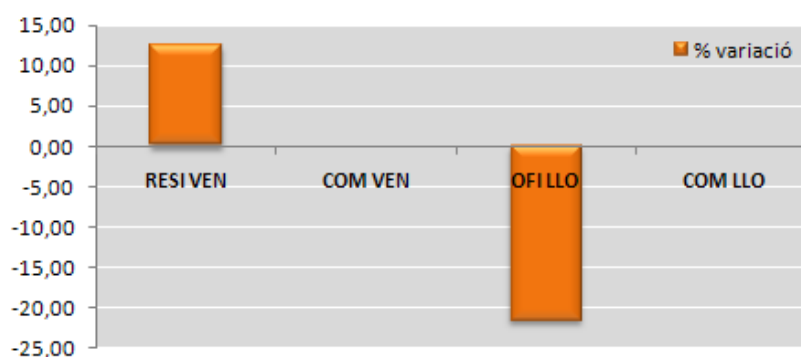 15,00
10,00
5,00
0,00
-5,00
-10,00
-15,00
-20,00
-25,00
% variació
RESI VEN
COM VEN
OFI LLO
COM LLO